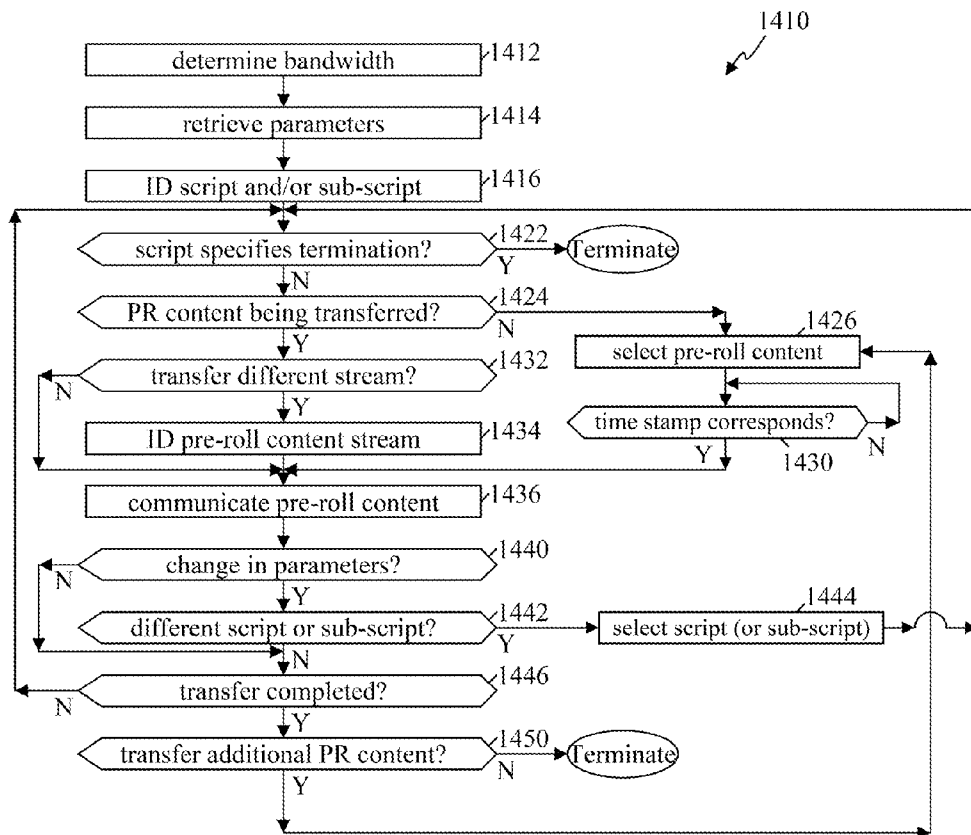 1410
determine bandwidth
1412
retrieve parameters
1414
ID script and/or sub-script
1416
script specifies termination?
1422
Y
Terminate
N
PR content being transferred?
1424
N
Y
1426
select pre-roll content
transfer different stream?
1432
N
Y
time stamp corresponds?
N
Y
1430
ID pre-roll content stream
1434
communicate pre-roll content
1436
change in parameters?
1440
N
Y
different script or sub-script?
1442
Y
N
1444
select script (or sub-script)
transfer completed?
1446
N
Y
transfer additional PR content?
1450
N
Terminate
Y